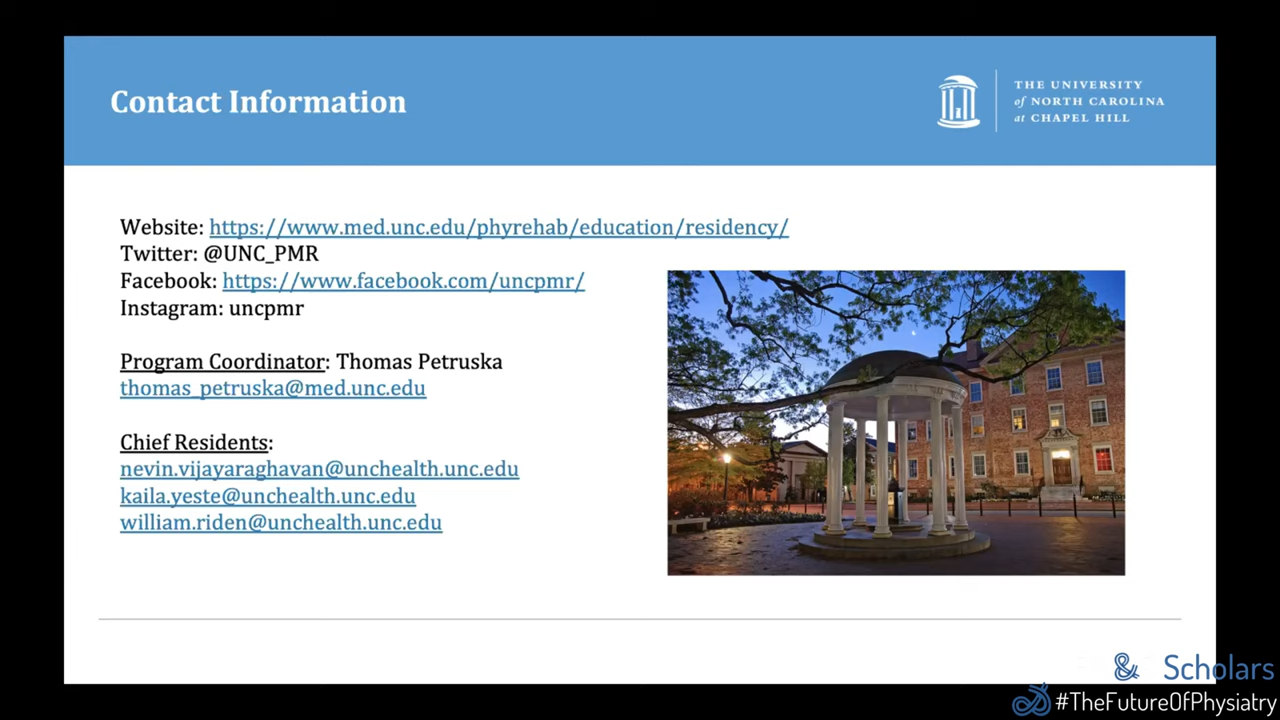 Contact Information
THE UNIVERSITY
of NORTH CAROLINA
at CHAPEL HILL
Website: https://www.med.unc.edu/phyrehab/education/residency/
Twitter: @UNC_PMR
Facebook: https://www.facebook.com/uncpmr/
Instagram: uncpmr
Program Coordinator: Thomas Petruska
thomas_petruska@med.unc.edu
Chief Residents:
nevin.vijayaraghavan@unchealth.unc.edu
kaila.yeste@unchealth.unc.edu
william.riden@unchealth.unc.edu
& Scholars
#TheFutureOfPhysiatry